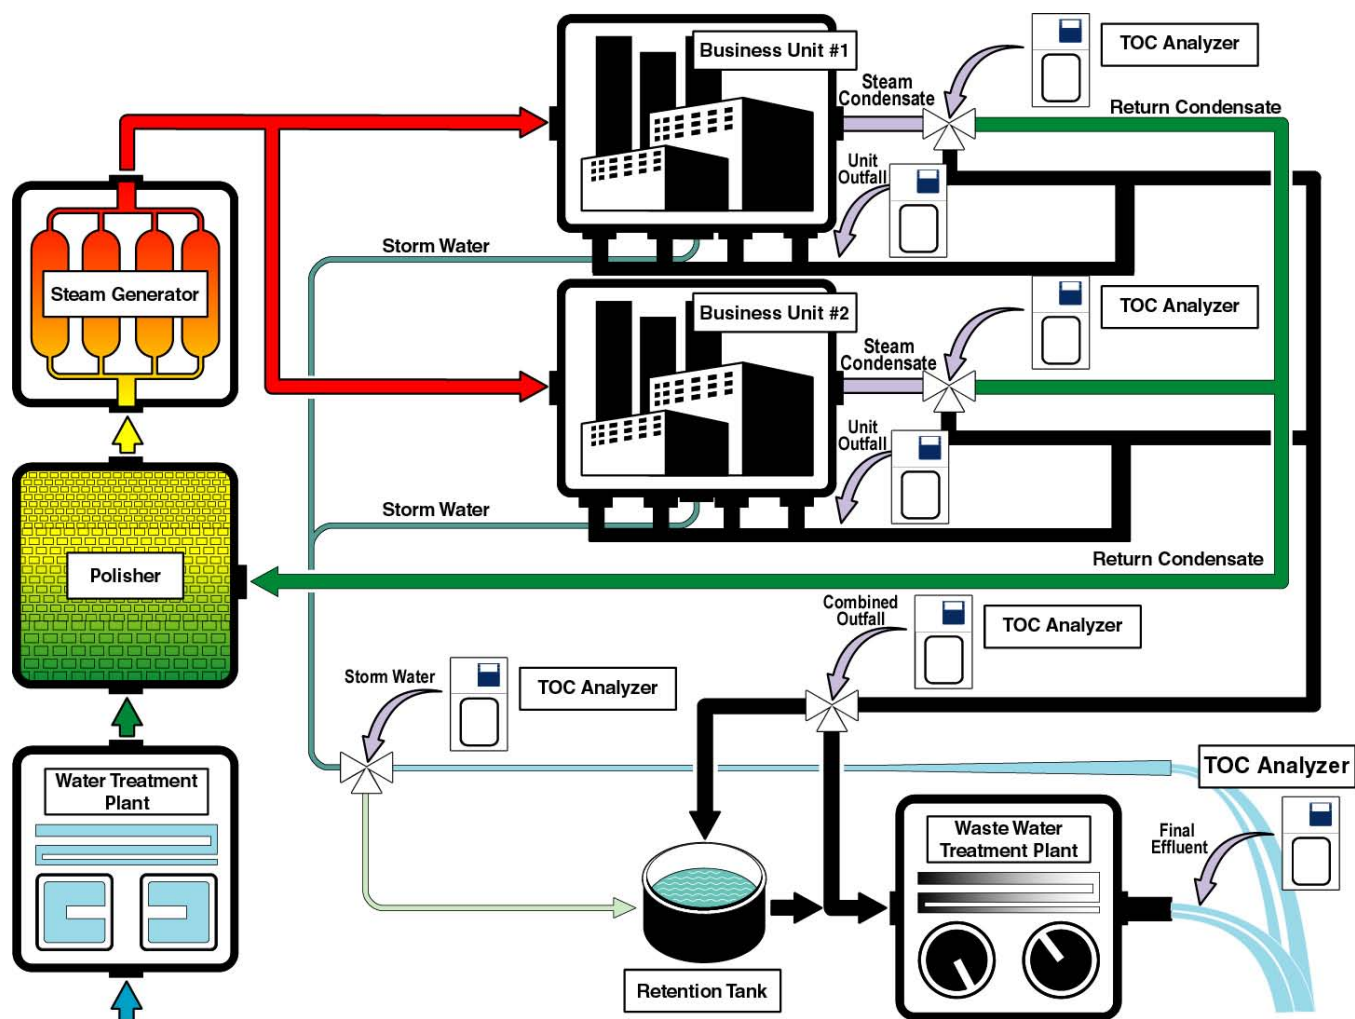 Business Unit #1
TOC Analyzer
Steam
Condensate
Return Condensate
Unit
Outfall
Storm Water
Steam Generator
Business Unit #2
TOC Analyzer
Steam
Condensate
Unit
Outfall
Storm Water
Return Condensate
Polisher
Combined
Outfall
TOC Analyzer
Storm Water
TOC Analyzer
Water Treatment
Plant
TOC Analyzer
Waste Water
Treatment Plant
Final
Effluent
Retention Tank